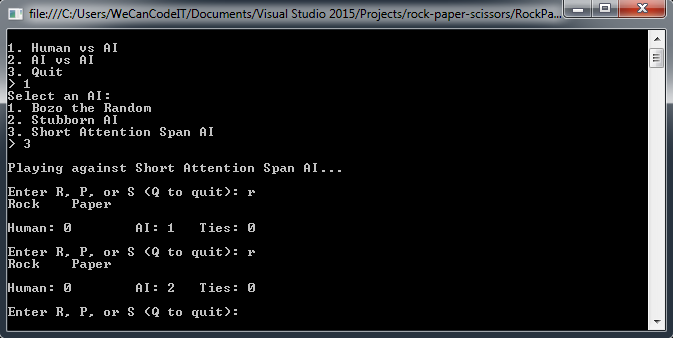 file:///C:/Users/WeCanCodeIT/Documents/Visual Studio 2015/Projects/rock-paper-scissors/RockPa...
1. Human vs AI
2. AI vs AI
3. Quit
> 1
Select an AI:
1. Bozo the Random
2. Stubborn AI
3. Short Attention Span AI
> 3
Playing against Short Attention Span AI...
Enter R, P, or S (Q to quit): r
Rock    Paper
Human: 0        AI: 1   Ties: 0
Enter R, P, or S (Q to quit): r
Rock    Paper
Human: 0        AI: 2   Ties: 0
Enter R, P, or S (Q to quit):